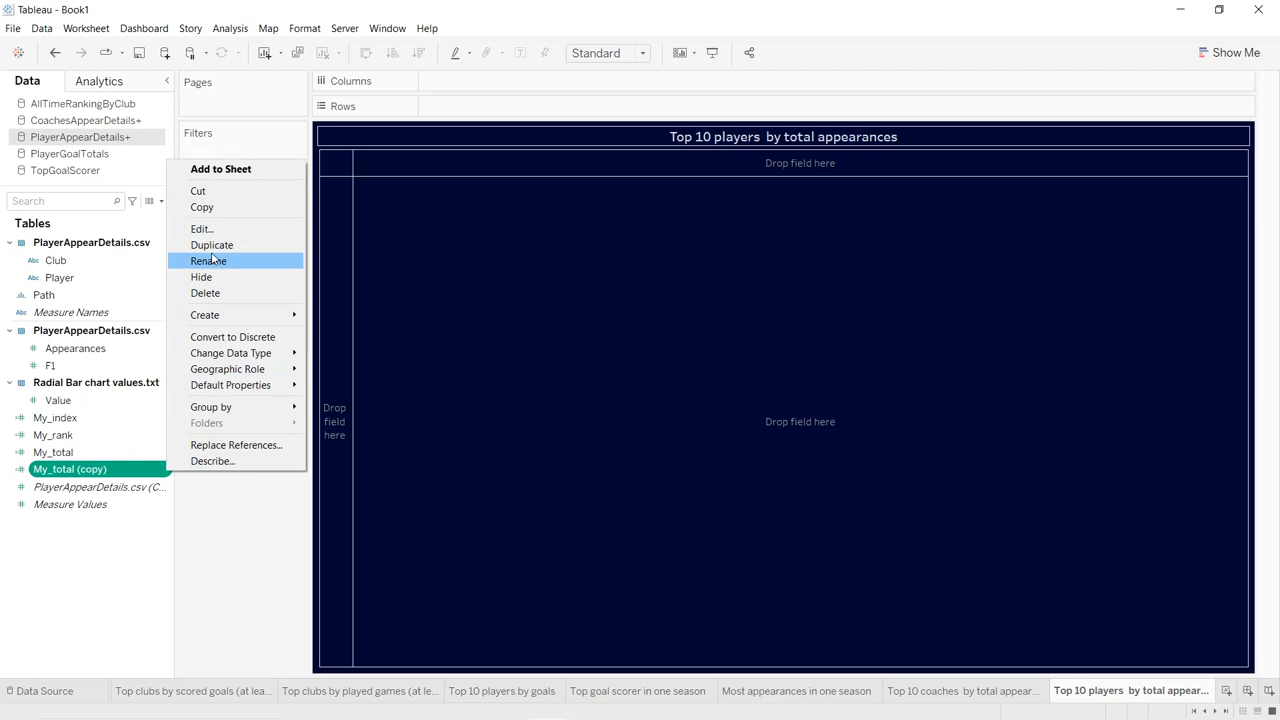 Tableau - Book1
File Data Worksheet Dashboard Story Analysis Map Format Server Window Help
Standard
Show Me
Data Analytics
Pages
Columns
Rows
Filters
AllTimeRankingByClub
CoachesAppearDetails+
PlayerAppearDetails+
PlayerGoalTotals
TopGoalScorer
Search
Tables
PlayerAppearDetails.csv
Abc Club
Abc Player
Path
Abc Measure Names
PlayerAppearDetails.csv
Appearances
F1
Radial Bar chart values.txt
Value
My_index
My_rank
My_total
My_total (copy)
PlayerAppearDetails.csv (C...
Measure Values
Add to Sheet
Cut
Copy
Edit...
Duplicate
Rename
Hide
Delete
Create
Convert to Discrete
Change Data Type
Geographic Role
Default Properties
Group by
Folders
Replace References...
Describe...
Top 10 players by total appearances
Drop field here
Drop
field
here
Drop field here
Data Source
Top clubs by scored goals (at lea...
Top clubs by played games (at le...
Top 10 players by goals
Top goal scorer in one season
Most appearances in one season
Top 10 coaches by total appear...
Top 10 players by total appear...